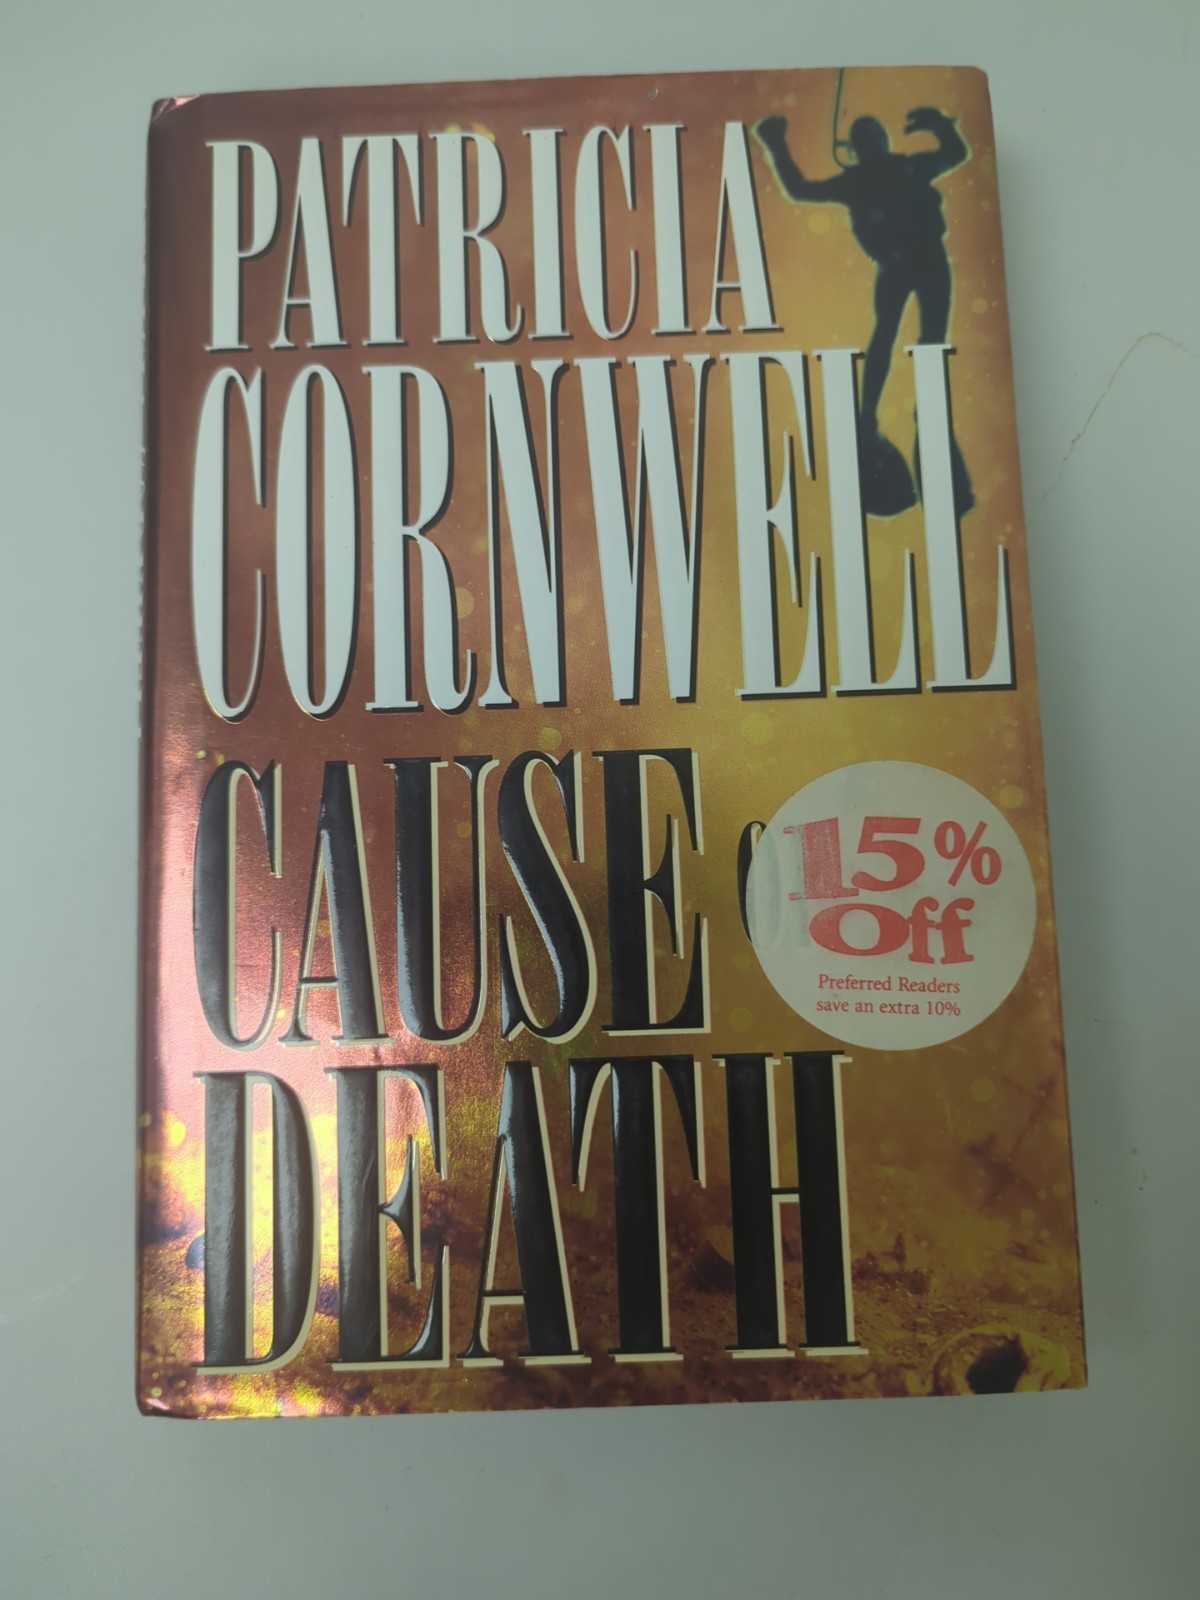 PATRICIA
CORNWELL
CAUSE
DEATH
15%
Off
Preferred Readers
save an extra 10%